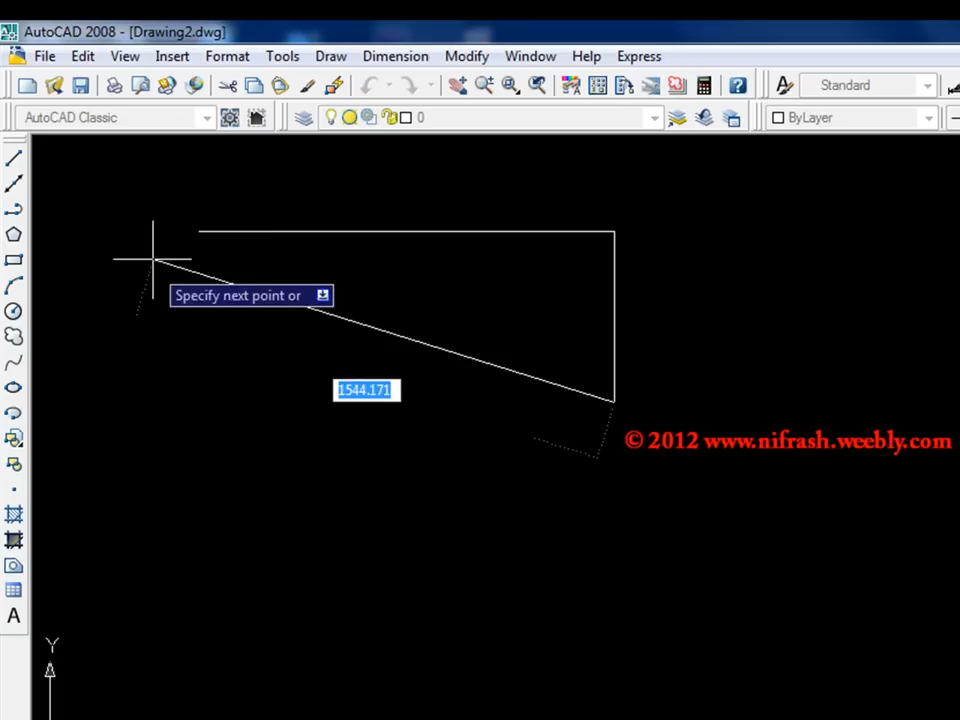 AutoCAD 2008 - [Drawing2.dwg]
File Edit View Insert Format Tools Draw Dimension Modify Window Help Express
Standard
AutoCAD Classic 0 ByLayer
Specify next point or
1544.171
© 2012 www.nifrash.weebly.com
A
Y